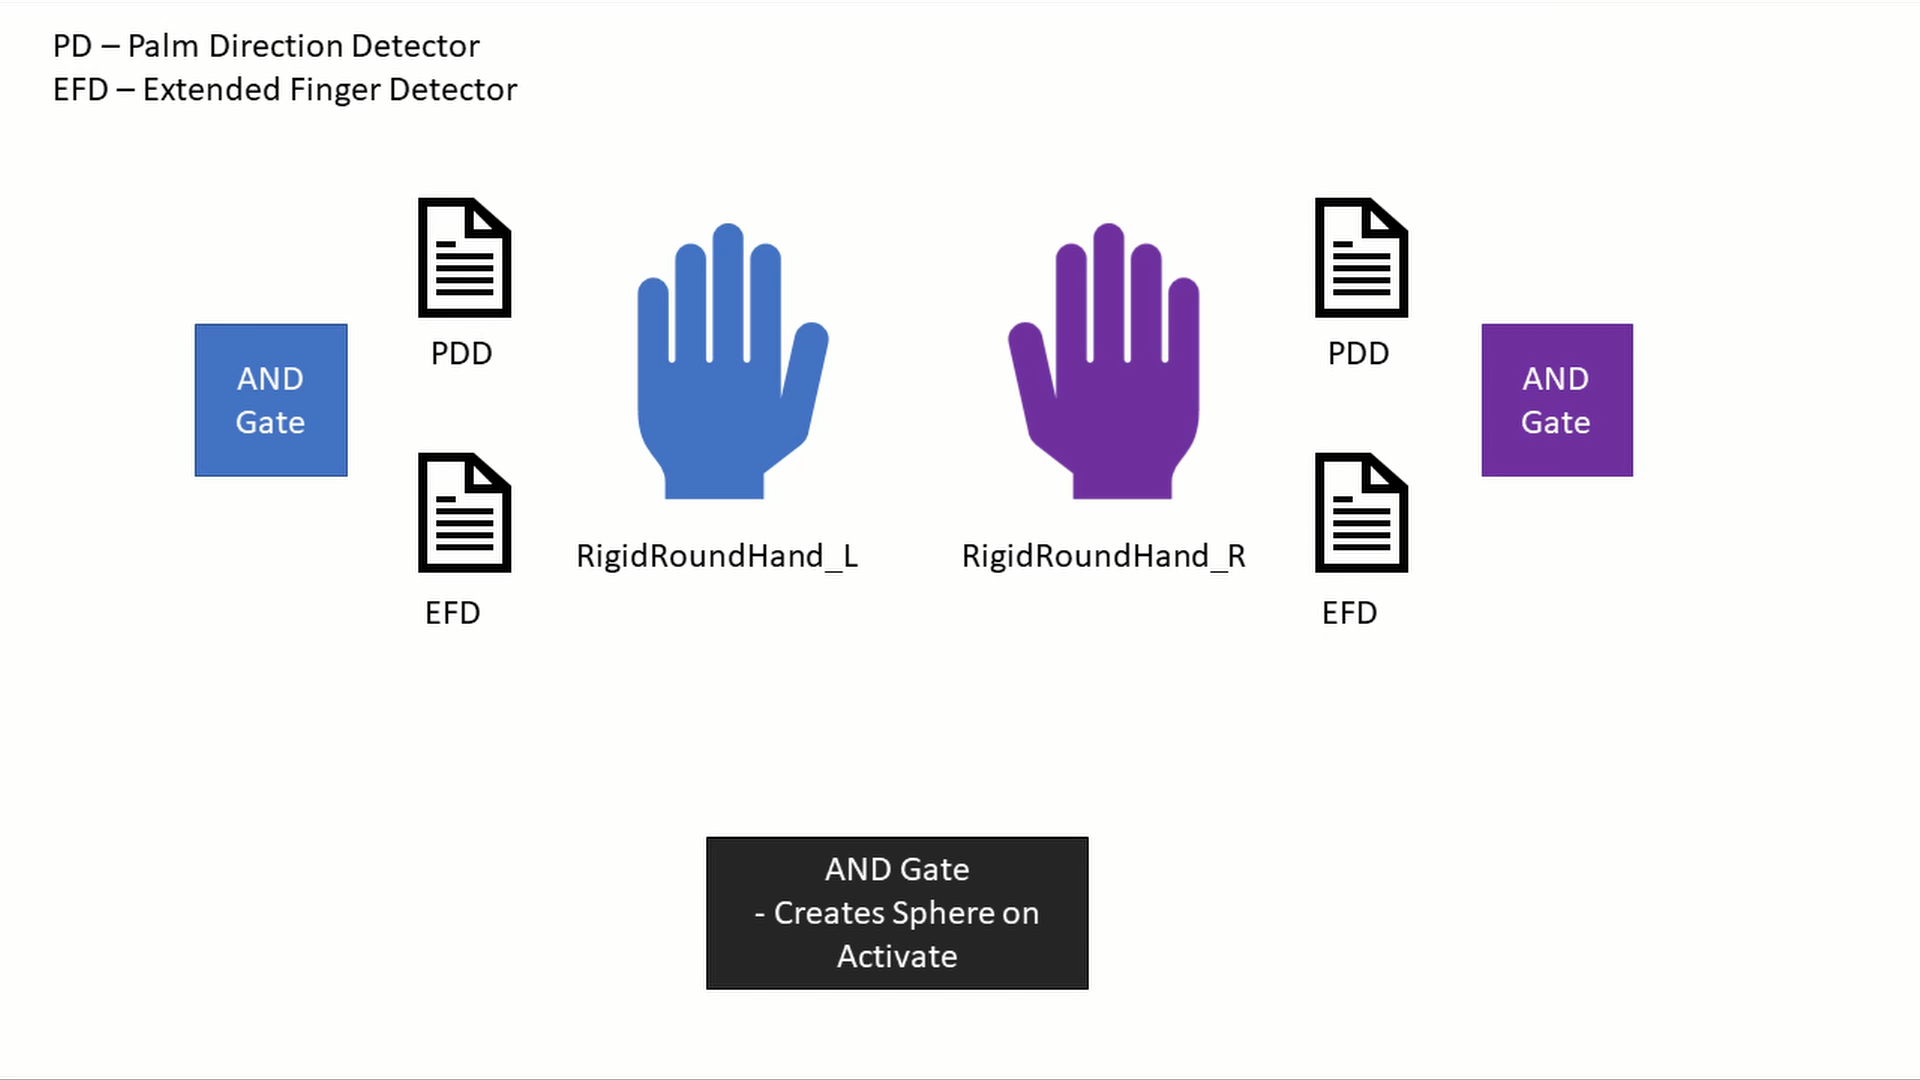 PD – Palm Direction Detector
EFD – Extended Finger Detector
PDD
PDD
AND
Gate
AND
Gate
RigidRoundHand_L
RigidRoundHand_R
EFD
EFD
AND Gate
- Creates Sphere on
Activate